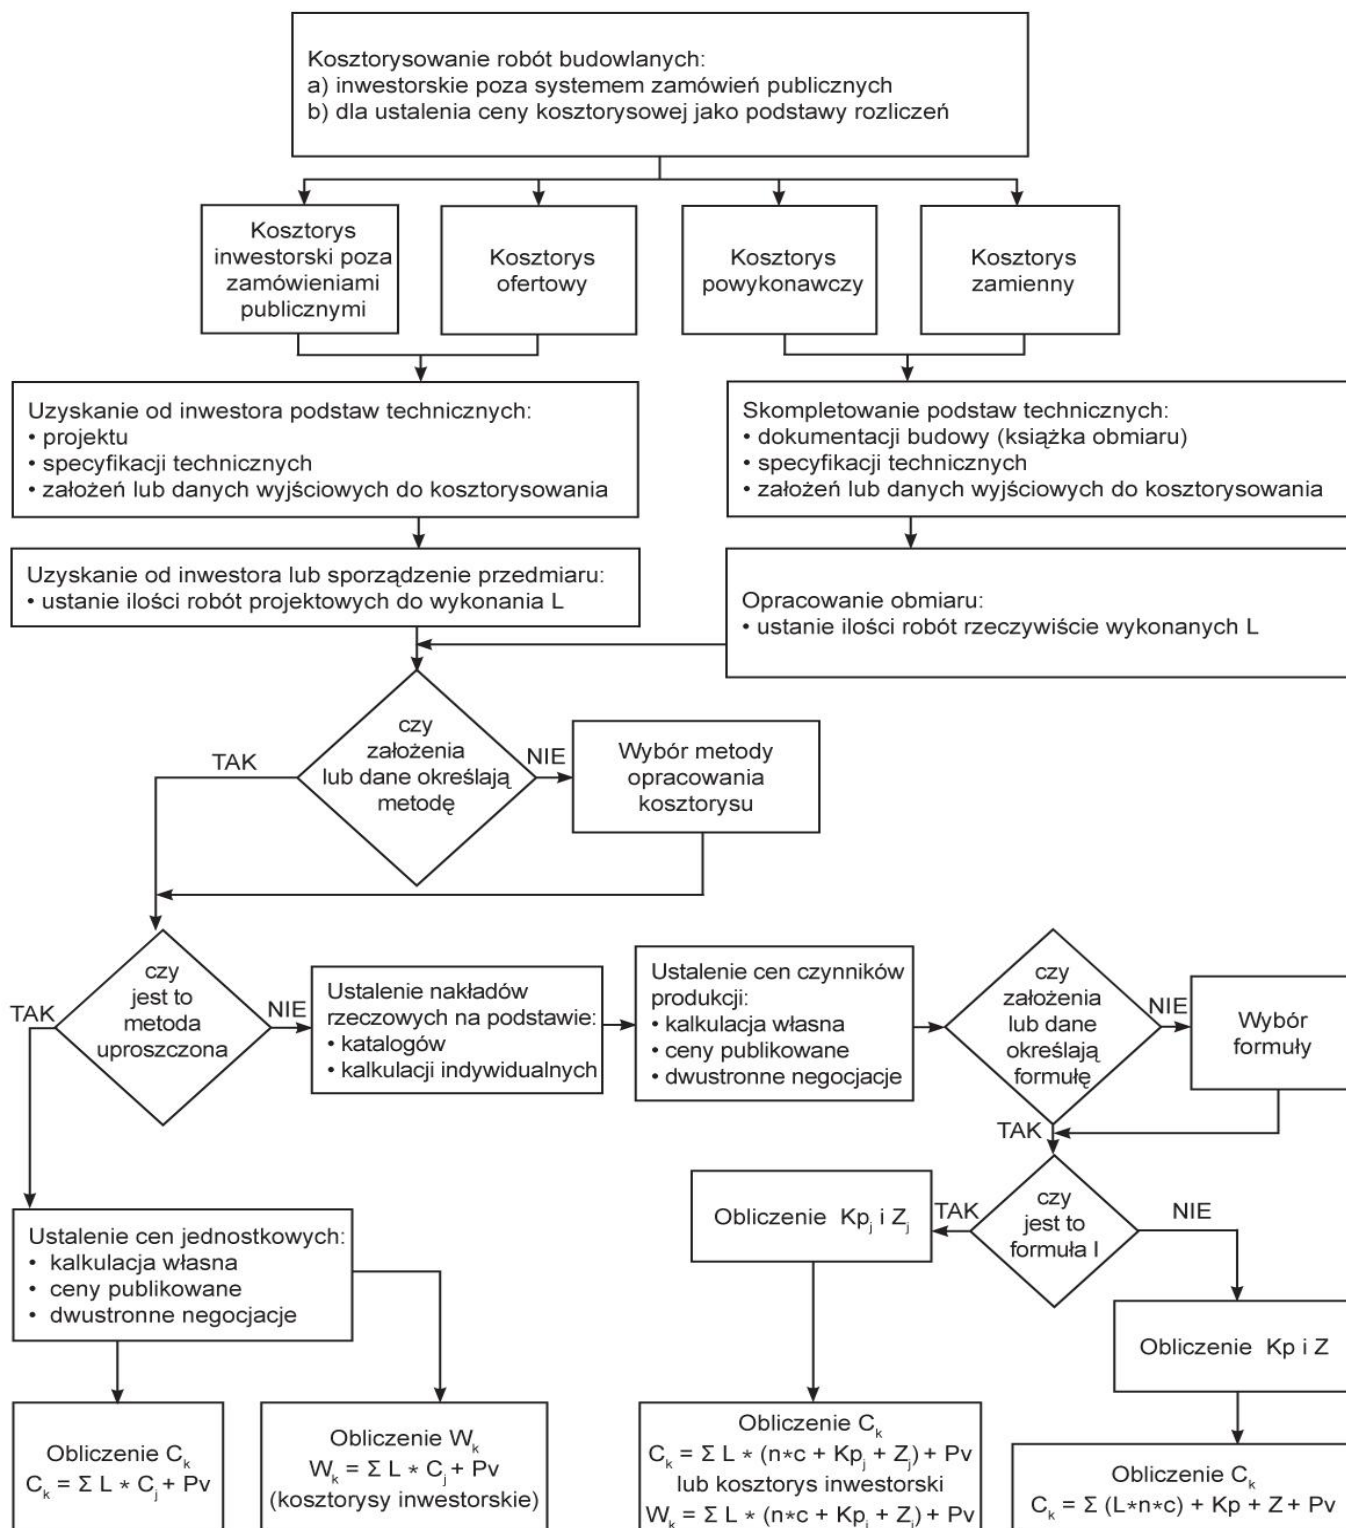 Kosztorysowanie robót budowlanych:
a) inwestorskie poza systemem zamówień publicznych
b) dla ustalenia ceny kosztorysowej jako podstawy rozliczeń
Kosztorys
inwestorski poza
zamówieniami
publicznymi
Kosztorys
ofertowy
Kosztorys
powykonawczy
Kosztorys
zamienny
Uzyskanie od inwestora podstaw technicznych:
• projektu
• specyfikacji technicznych
• założeń lub danych wyjściowych do kosztorysowania
Skompletowanie podstaw technicznych:
• dokumentacji budowy (książka obmiaru)
• specyfikacji technicznych
• założeń lub danych wyjściowych do kosztorysowania
Uzyskanie od inwestora lub sporządzenie przedmiaru:
• ustanie ilości robót projektowych do wykonania L
Opracowanie obmiaru:
• ustanie ilości robót rzeczywiście wykonanych L
czy
założenia
lub dane określają
metodę
TAK
NIE
Wybór metody
opracowania
kosztorysu
czy
jest to
metoda
uproszczona
TAK
NIE
Ustalenie nakładów
rzeczowych na podstawie:
• katalogów
• kalkulacji indywidualnych
Ustalenie cen czynników
produkcji:
• kalkulacja własna
• ceny publikowane
• dwustronne negocjacje
czy
założenia
lub dane
określają
formułę
NIE
Wybór
formuły
TAK
czy
jest to
formuła I
TAK
NIE
Obliczenie Kpj i Zj
Obliczenie Kp i Z
Ustalenie cen jednostkowych:
• kalkulacja własna
• ceny publikowane
• dwustronne negocjacje
Obliczenie Ck
Ck = Σ L * Cj + Pv
Obliczenie Wk
Wk = Σ L * Cj + Pv
(kosztorysy inwestorskie)
Obliczenie Ck
Ck = Σ L * (n*c + Kpj + Zj) + Pv
lub kosztorys inwestorski
Wk = Σ L * (n*c + Kpj + Zj) + Pv
Obliczenie Ck
Ck = Σ (L*n*c) + Kp + Z + Pv